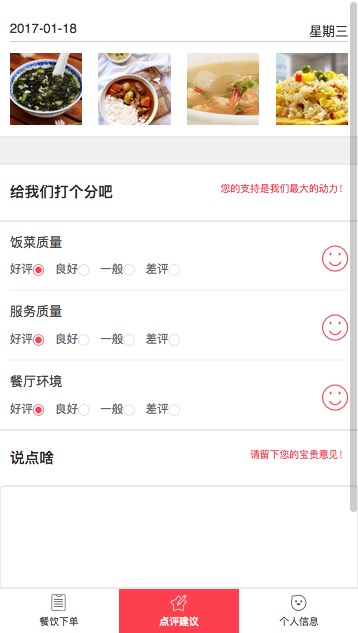 2017-01-18 星期三
给我们打个分吧 您的支持是我们最大的动力!
饭菜质量
好评 良好 一般 差评
服务质量
好评 良好 一般 差评
餐厅环境
好评 良好 一般 差评
说点啥 请留下您的宝贵意见!
餐饮下单 点评建议 个人信息